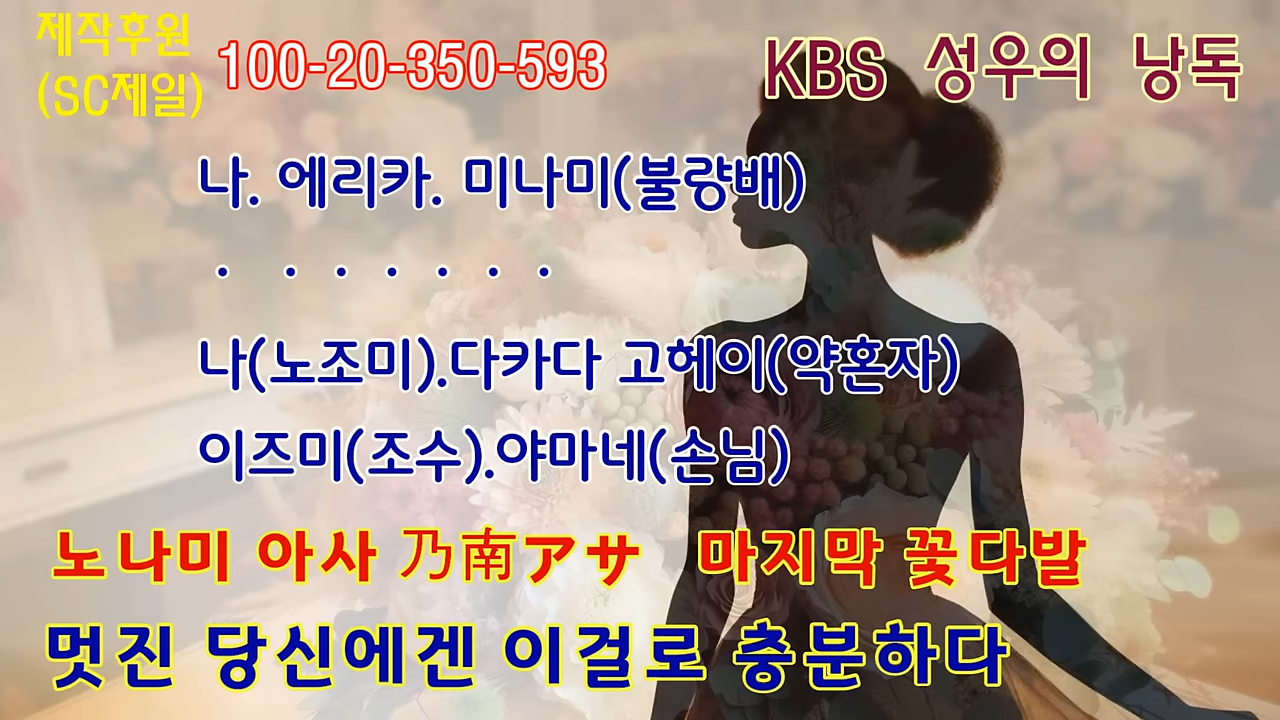 제작후원
(SC제일)
100-20-350-593
KBS 성우의 낭독
나. 에리카. 미나미(불량배)
. . . . . . . .
나(노조미).다카다 고헤이(약혼자)
이즈미(조수).야마네(손님)
노나미 아사 乃南アサ 마지막 꽃다발
멋진 당신에겐 이걸로 충분하다